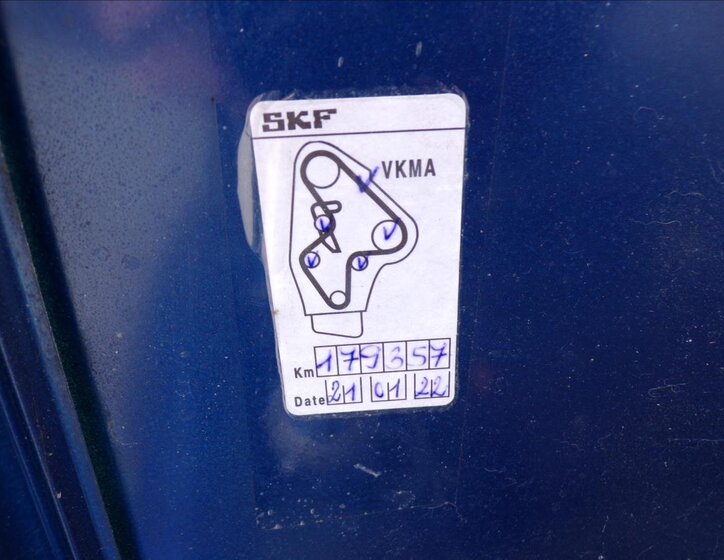 SKF
VKMA
Km 179357
Date 21 01 22